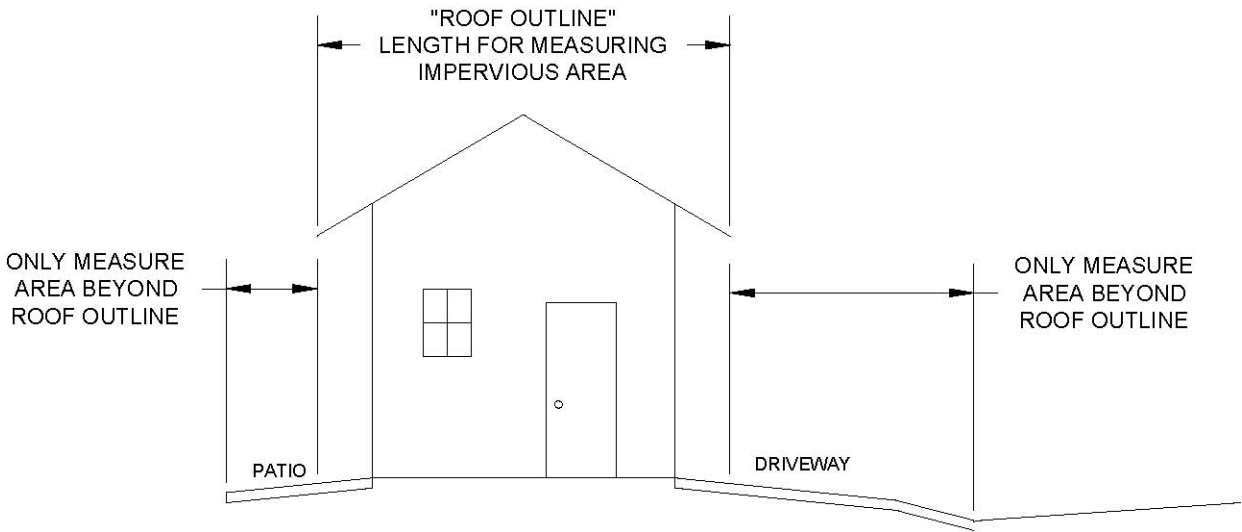 "ROOF OUTLINE"
LENGTH FOR MEASURING
IMPERVIOUS AREA
ONLY MEASURE
AREA BEYOND
ROOF OUTLINE
ONLY MEASURE
AREA BEYOND
ROOF OUTLINE
PATIO
DRIVEWAY